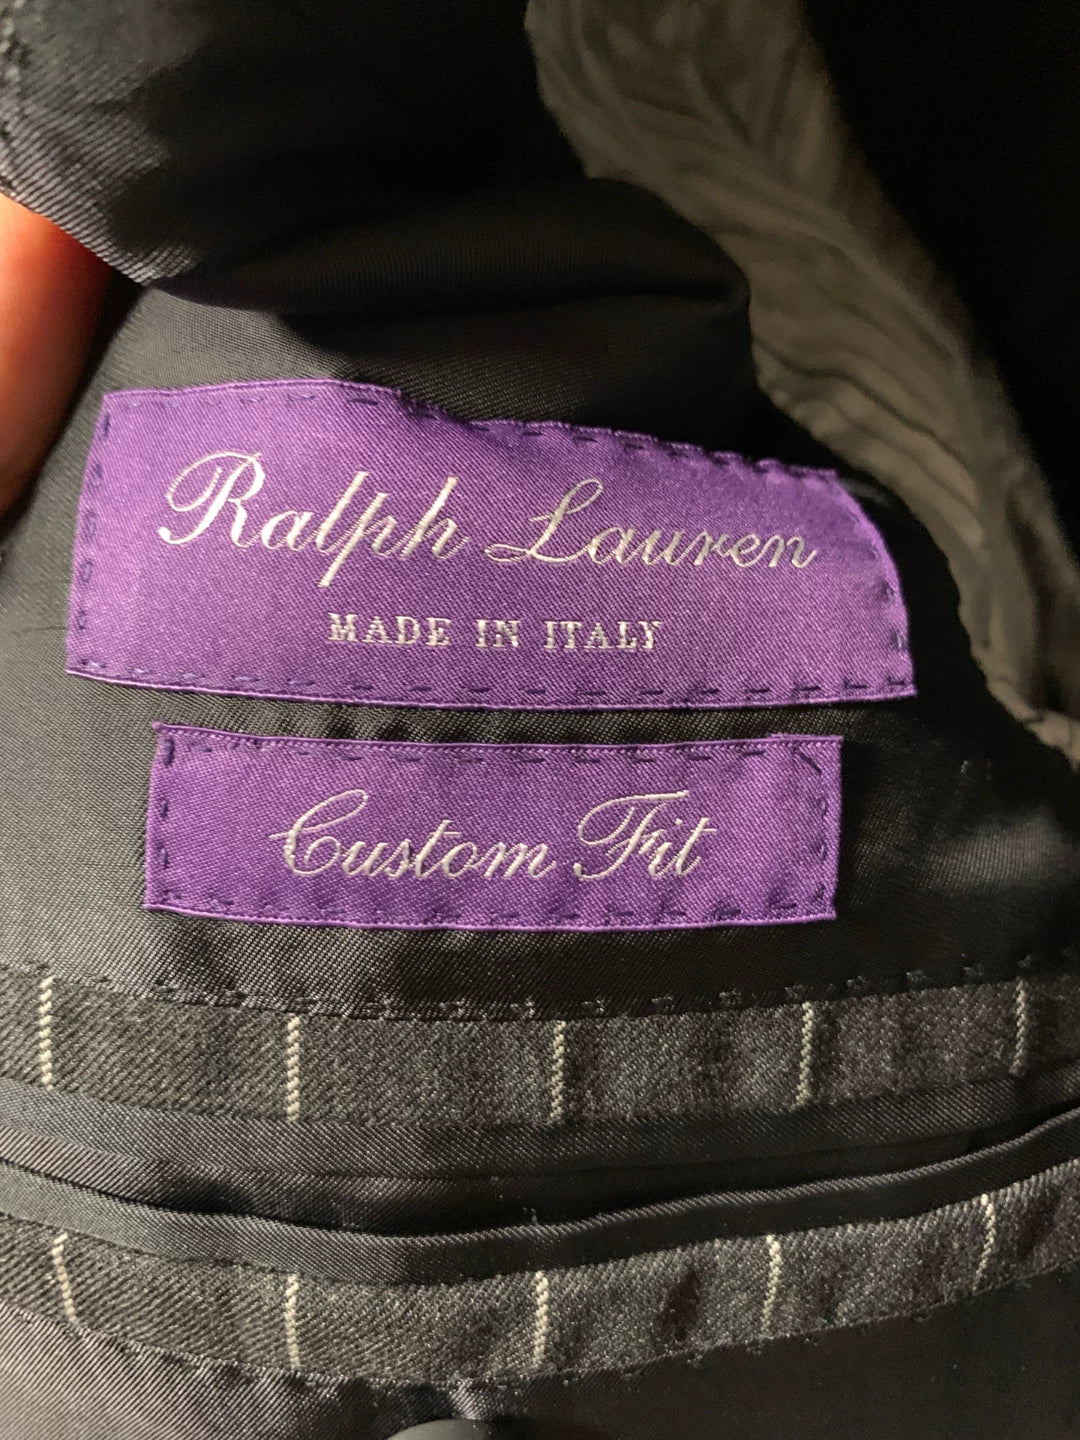 Ralph Lauren
MADE IN ITALY
Custom Fit